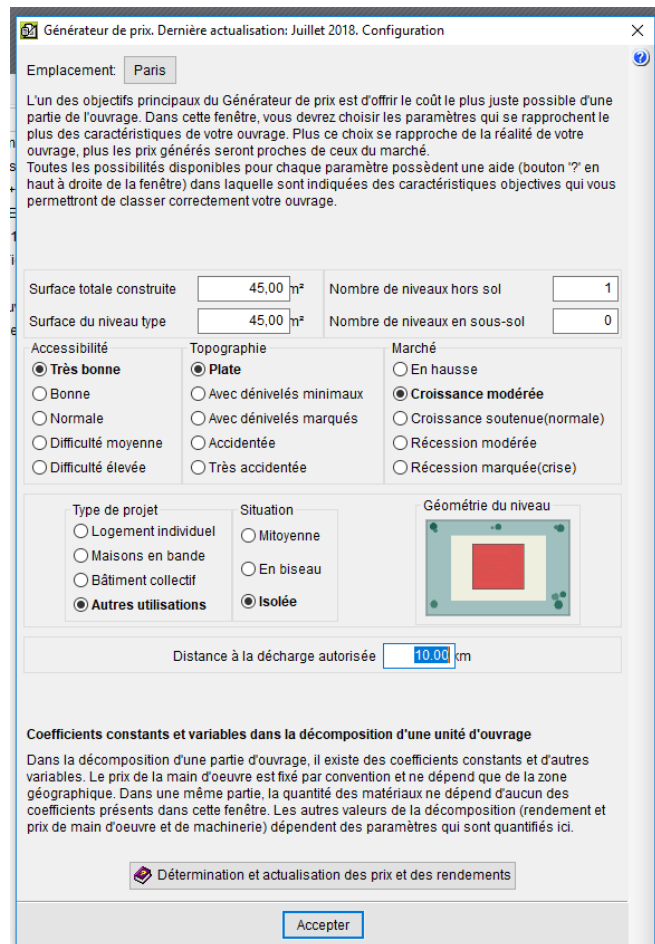 Générateur de prix. Dernière actualisation: Juillet 2018. Configuration
Emplacement: Paris
L'un des objectifs principaux du Générateur de prix est d'offrir le coût le plus juste possible d'une
partie de l'ouvrage. Dans cette fenêtre, vous devrez choisir les paramètres qui se rapprochent le
plus des caractéristiques de votre ouvrage. Plus ce choix se rapproche de la réalité de votre
ouvrage, plus les prix générés seront proches de ceux du marché.
Toutes les possibilités disponibles pour chaque paramètre possèdent une aide (bouton '?' en
haut à droite de la fenêtre) dans laquelle sont indiquées des caractéristiques objectives qui vous
permettront de classer correctement votre ouvrage.
Surface totale construite 45,00 m² Nombre de niveaux hors sol 1
Surface du niveau type 45,00 m² Nombre de niveaux en sous-sol 0
Accessibilité Topographie Marché
Très bonne Plate En hausse
Bonne Avec dénivelés minimaux Croissance modérée
Normale Avec dénivelés marqués Croissance soutenue(normale)
Difficulté moyenne Accidentée Récession modérée
Difficulté élevée Très accidentée Récession marquée(crise)
Type de projet Situation Géométrie du niveau
Logement individuel Mitoyenne
Maisons en bande
Bâtiment collectif En biseau
Autres utilisations Isolée
Distance à la décharge autorisée 10.00 km
Coefficients constants et variables dans la décomposition d'une unité d'ouvrage
Dans la décomposition d'une partie d'ouvrage, il existe des coefficients constants et d'autres
variables. Le prix de la main d'oeuvre est fixé par convention et ne dépend que de la zone
géographique. Dans une même partie, la quantité des matériaux ne dépend d'aucun des
coefficients présents dans cette fenêtre. Les autres valeurs de la décomposition (rendement et
prix de main d'oeuvre et de machinerie) dépendent des paramètres qui sont quantifiés ici.
Détermination et actualisation des prix et des rendements
Accepter